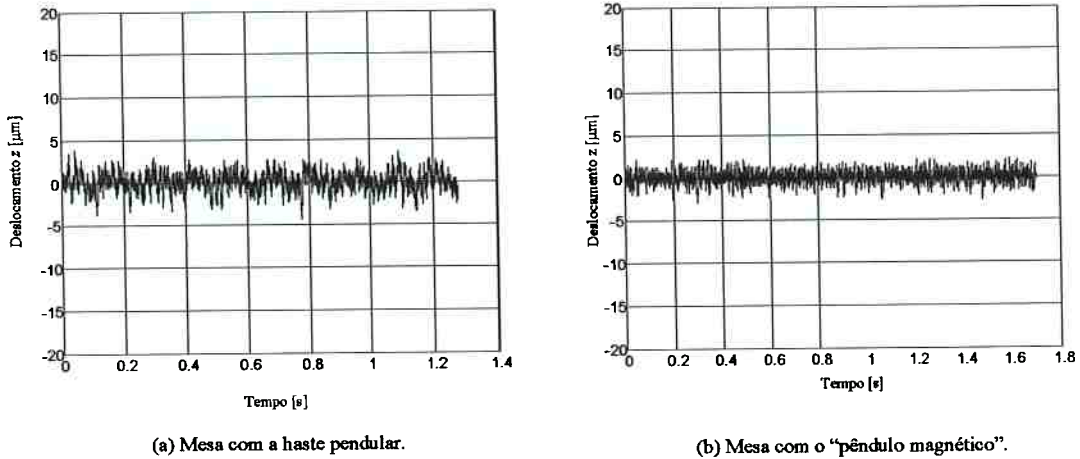 Deslocamento z [µm]
20
15
10
5
0
-5
-10
-15
-20
0 0.2 0.4 0.6 0.8 1 1.2 1.4
Tempo [s]
(a) Mesa com a haste pendular.
Deslocamento z [µm]
20
15
10
5
0
-5
-10
-15
-20
0 0.2 0.4 0.6 0.8 1 1.2 1.4 1.6 1.8
Tempo [s]
(b) Mesa com o “pêndulo magnético”.